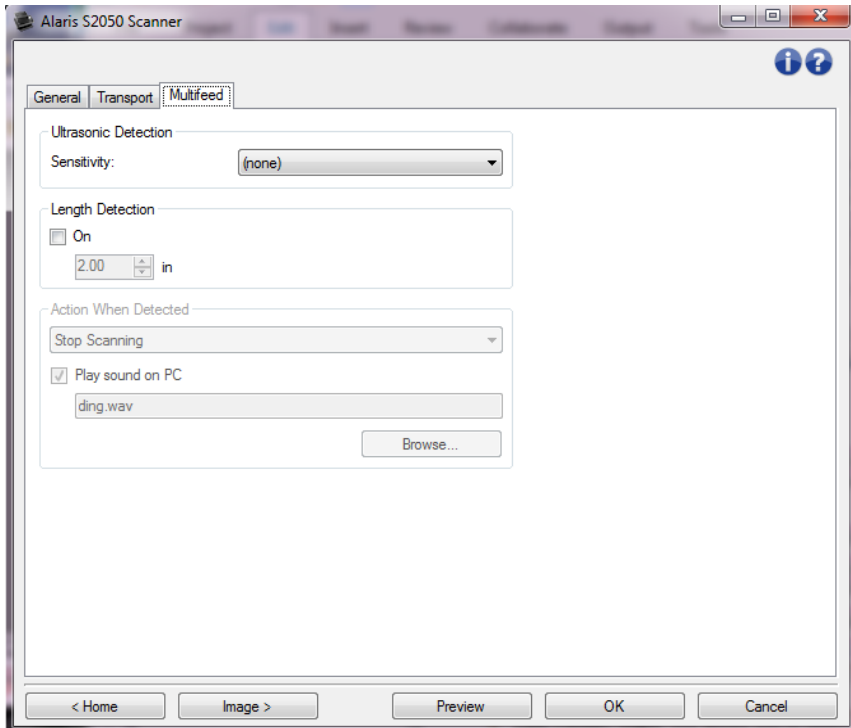 Alaris S2050 Scanner
General Transport Multifeed
Ultrasonic Detection
Sensitivity: (none)
Length Detection
On
2.00 in
Action When Detected
Stop Scanning
Play sound on PC
ding.wav
Browse...
< Home Image > Preview OK Cancel